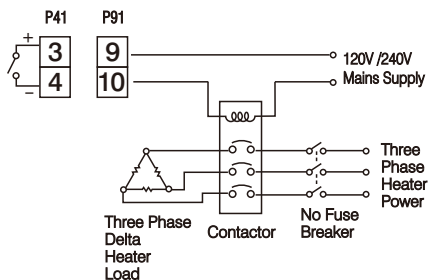 P41 P91
+ 3 9
− 4 10
120V /240V
Mains Supply
Three
Phase
Heater
Power
Three Phase
Delta
Heater
Load
Contactor
No Fuse
Breaker